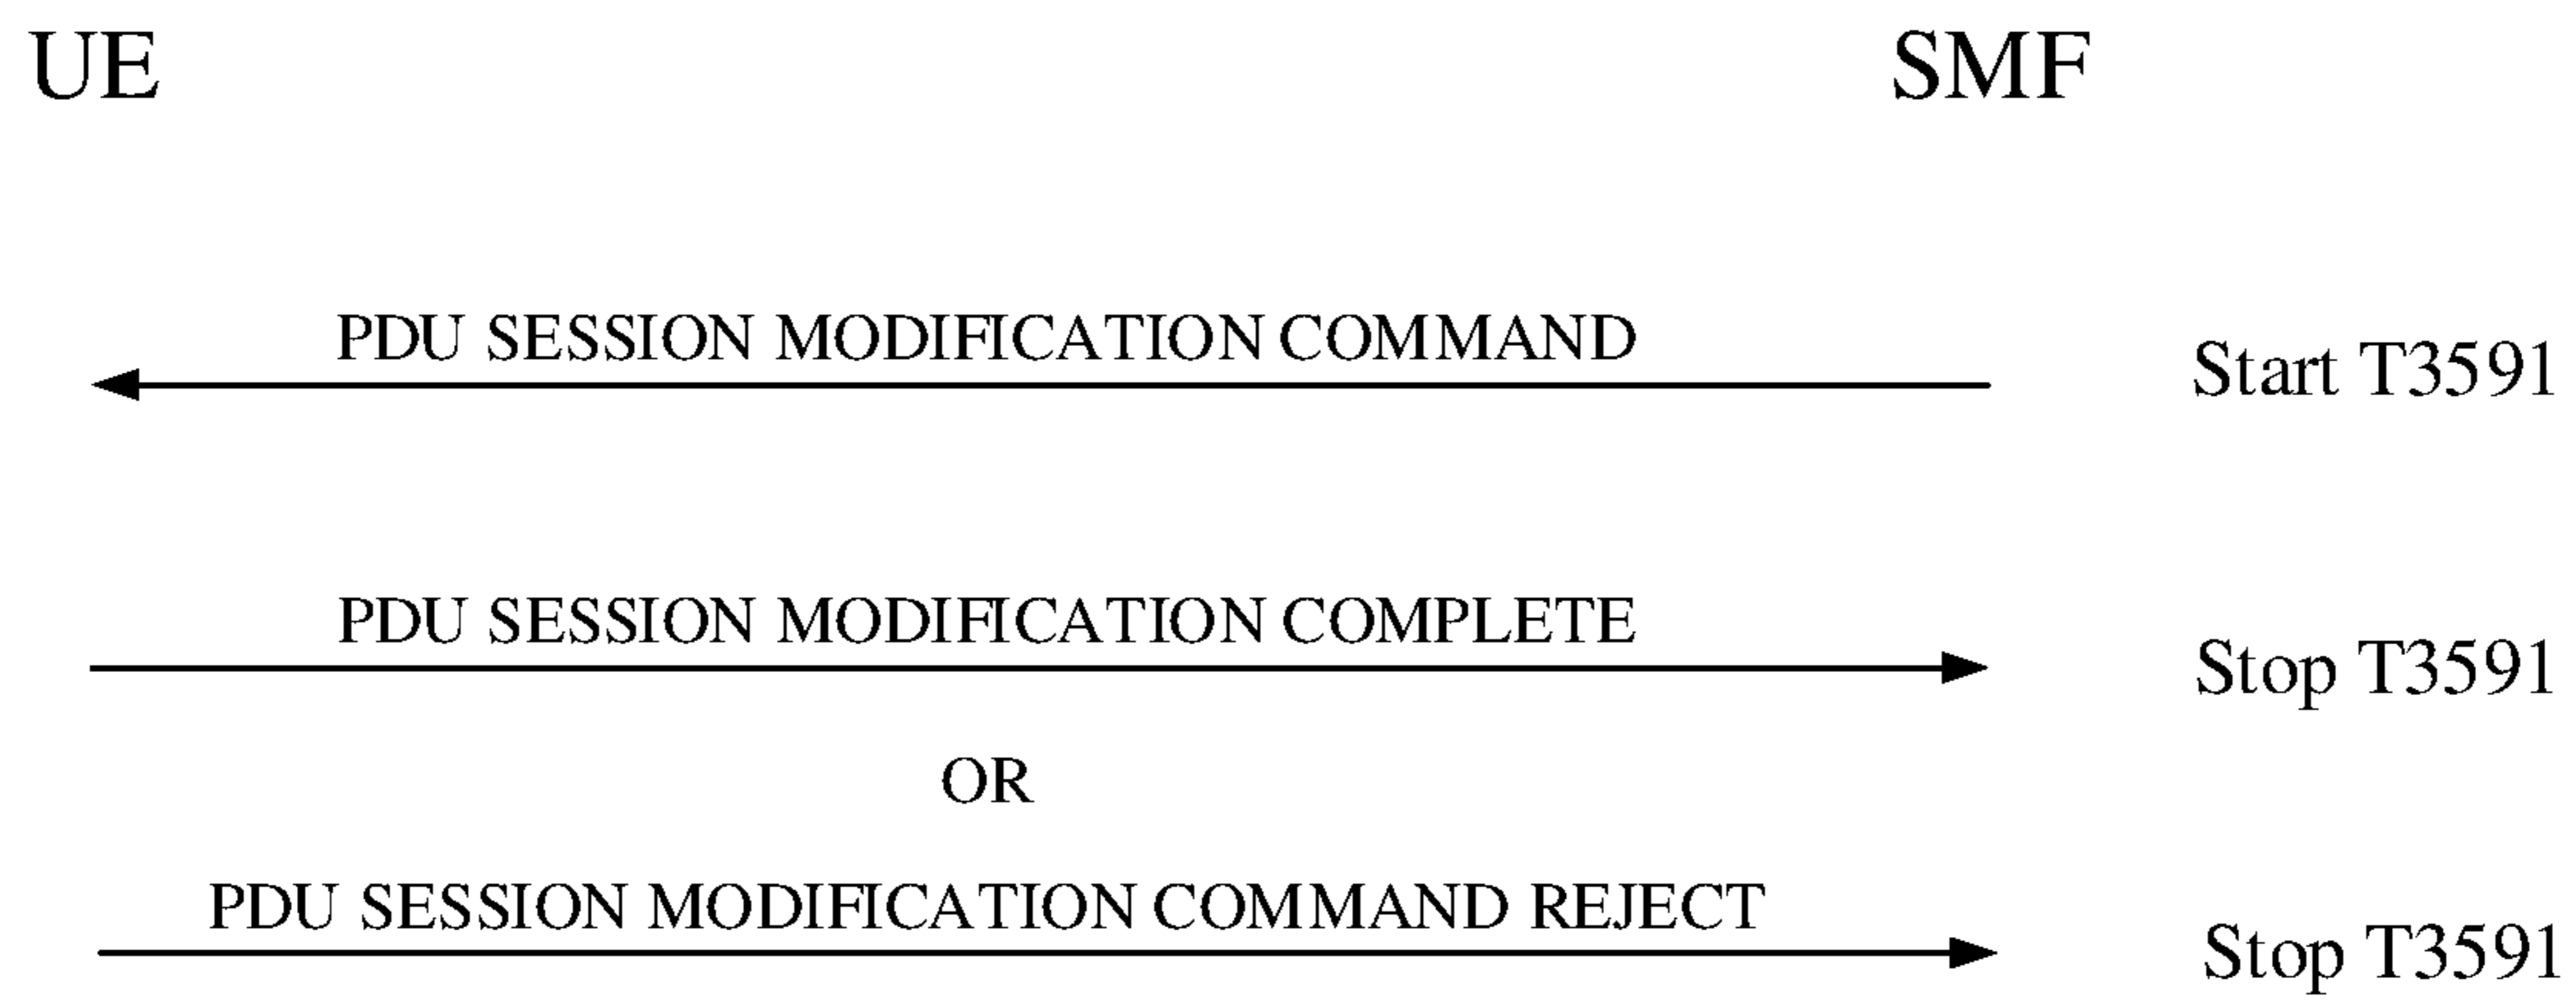 UE SMF
PDU SESSION MODIFICATION COMMAND
Start T3591
PDU SESSION MODIFICATION COMPLETE
Stop T3591
OR
PDU SESSION MODIFICATION COMMAND REJECT
Stop T3591